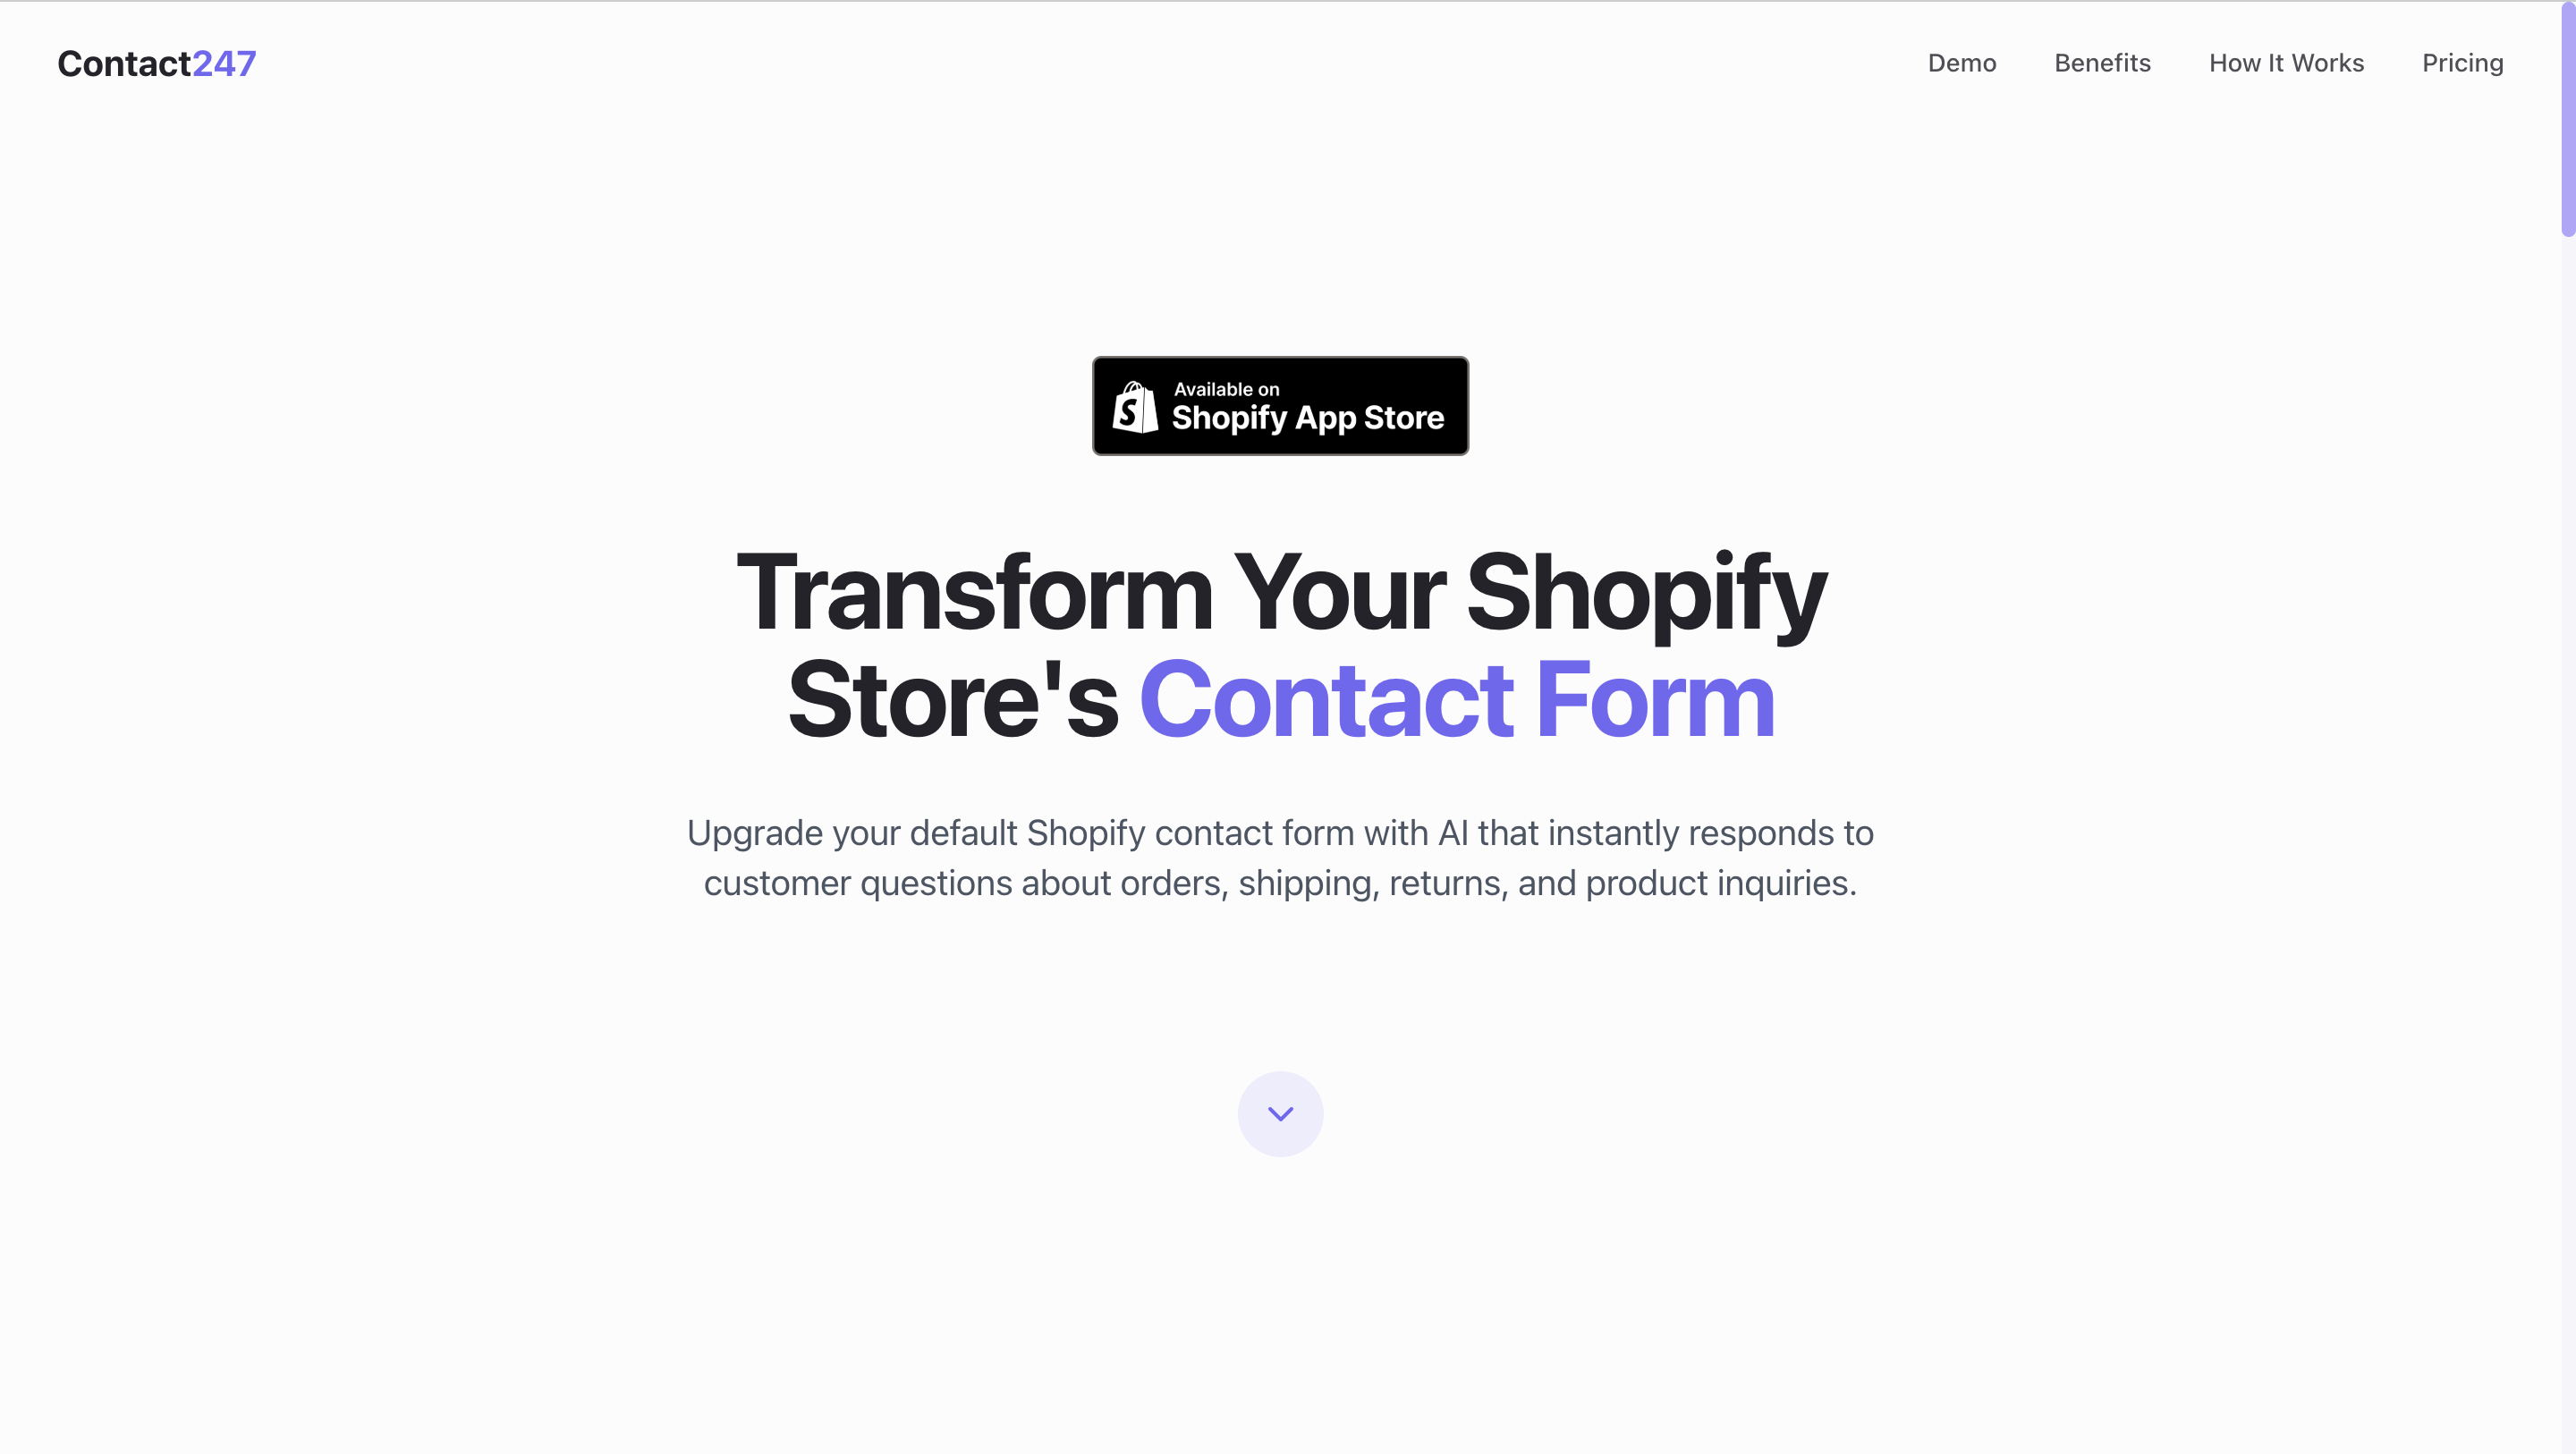 Contact247
Demo
Benefits
How It Works
Pricing
Available on
Shopify App Store
Transform Your Shopify
Store's Contact Form
Upgrade your default Shopify contact form with AI that instantly responds to
customer questions about orders, shipping, returns, and product inquiries.